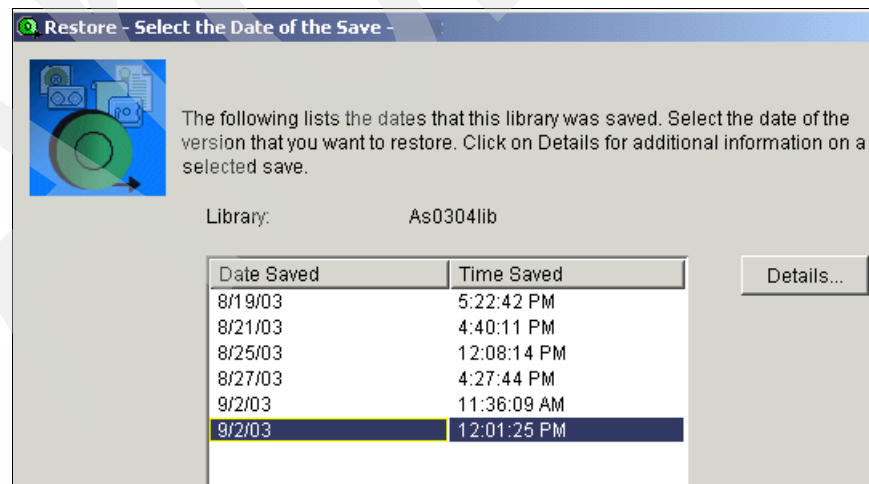 Restore - Select the Date of the Save -
The following lists the dates that this library was saved. Select the date of the
version that you want to restore. Click on Details for additional information on a
selected save.
Library: As0304lib
Date Saved Time Saved
Details...
8/19/03 5:22:42 PM
8/21/03 4:40:11 PM
8/25/03 12:08:14 PM
8/27/03 4:27:44 PM
9/2/03 11:36:09 AM
9/2/03 12:01:25 PM